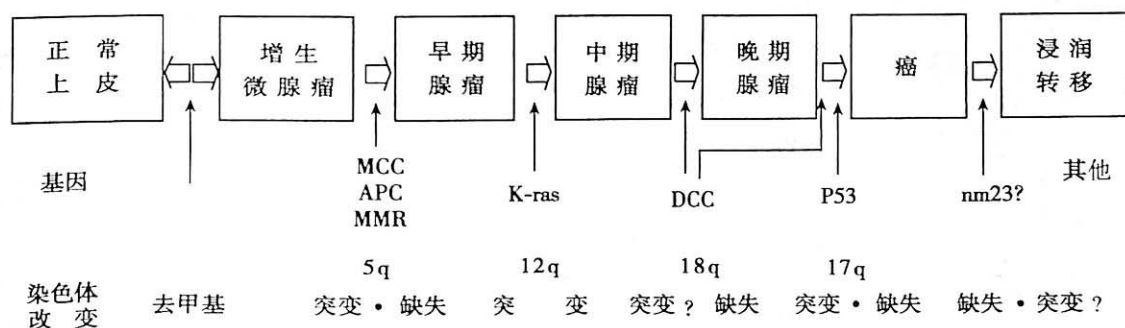 正常 增生 早期 中期 晚期 癌 浸润
上皮 微腺瘤 腺瘤 腺瘤 腺瘤 转移
基因 MCC 其他
APC K-ras DCC P53 nm23?
MMR
5q 12q 18q 17q
染色体 去甲基 突变·缺失 突变 突变? 缺失 突变·缺失 缺失·突变?
改变